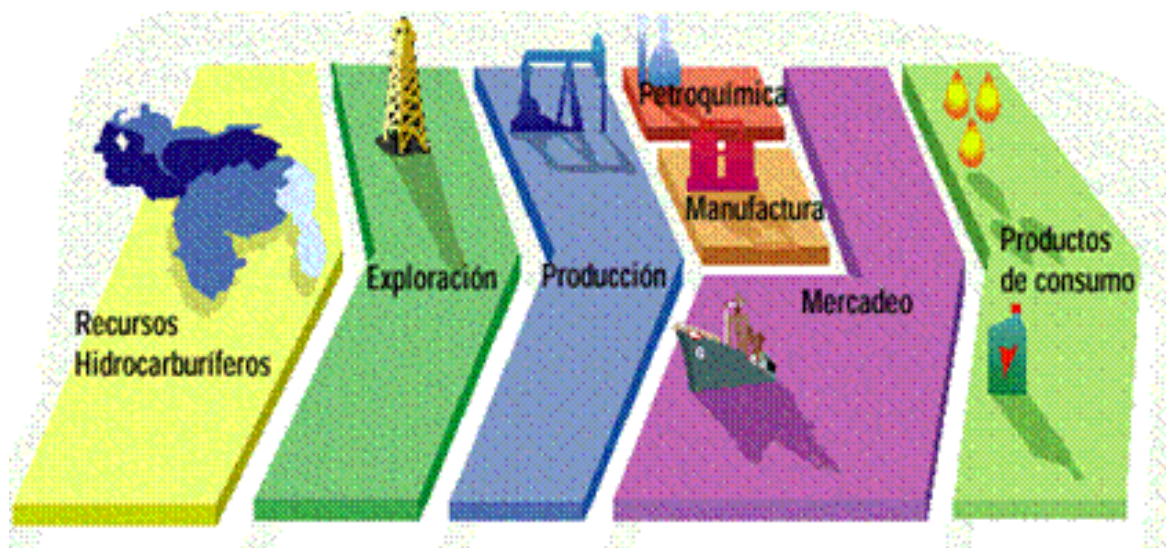 Recursos
Hidrocarburíferos
Exploración
Producción
Petroquímica
Manufactura
Mercadeo
Productos
de consumo